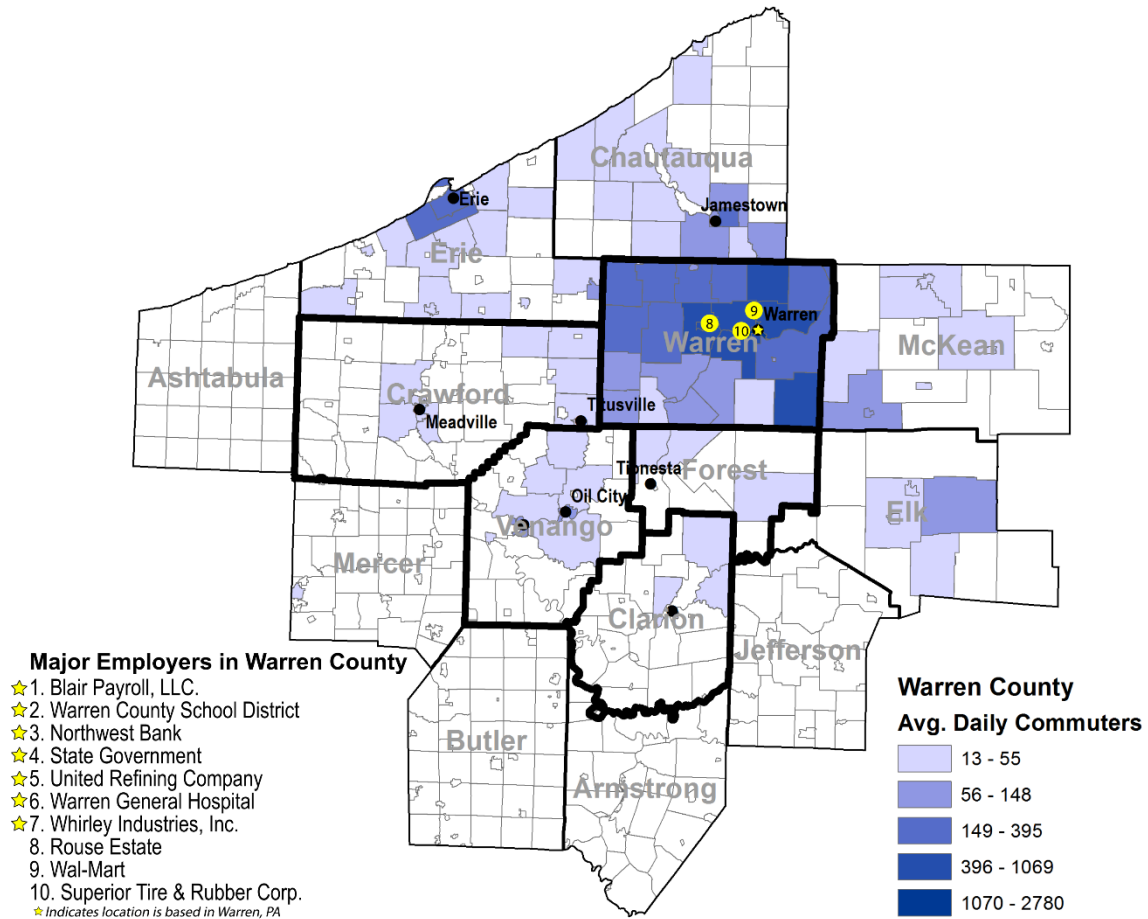 Chautauqua
Erie
Jamestown
Erie
9
Warren
8
10
Warren
McKean
Ashtabula
Crawford
Meadville
Titusville
Tionesta
Forest
Oil City
Venango
Elk
Mercer
Clarion
Jefferson
Butler
Armstrong
Major Employers in Warren County
1. Blair Payroll, LLC.
2. Warren County School District
3. Northwest Bank
4. State Government
5. United Refining Company
6. Warren General Hospital
7. Whirley Industries, Inc.
8. Rouse Estate
9. Wal-Mart
10. Superior Tire & Rubber Corp.
Indicates location is based in Warren, PA
Warren County
Avg. Daily Commuters
13 - 55
56 - 148
149 - 395
396 - 1069
1070 - 2780